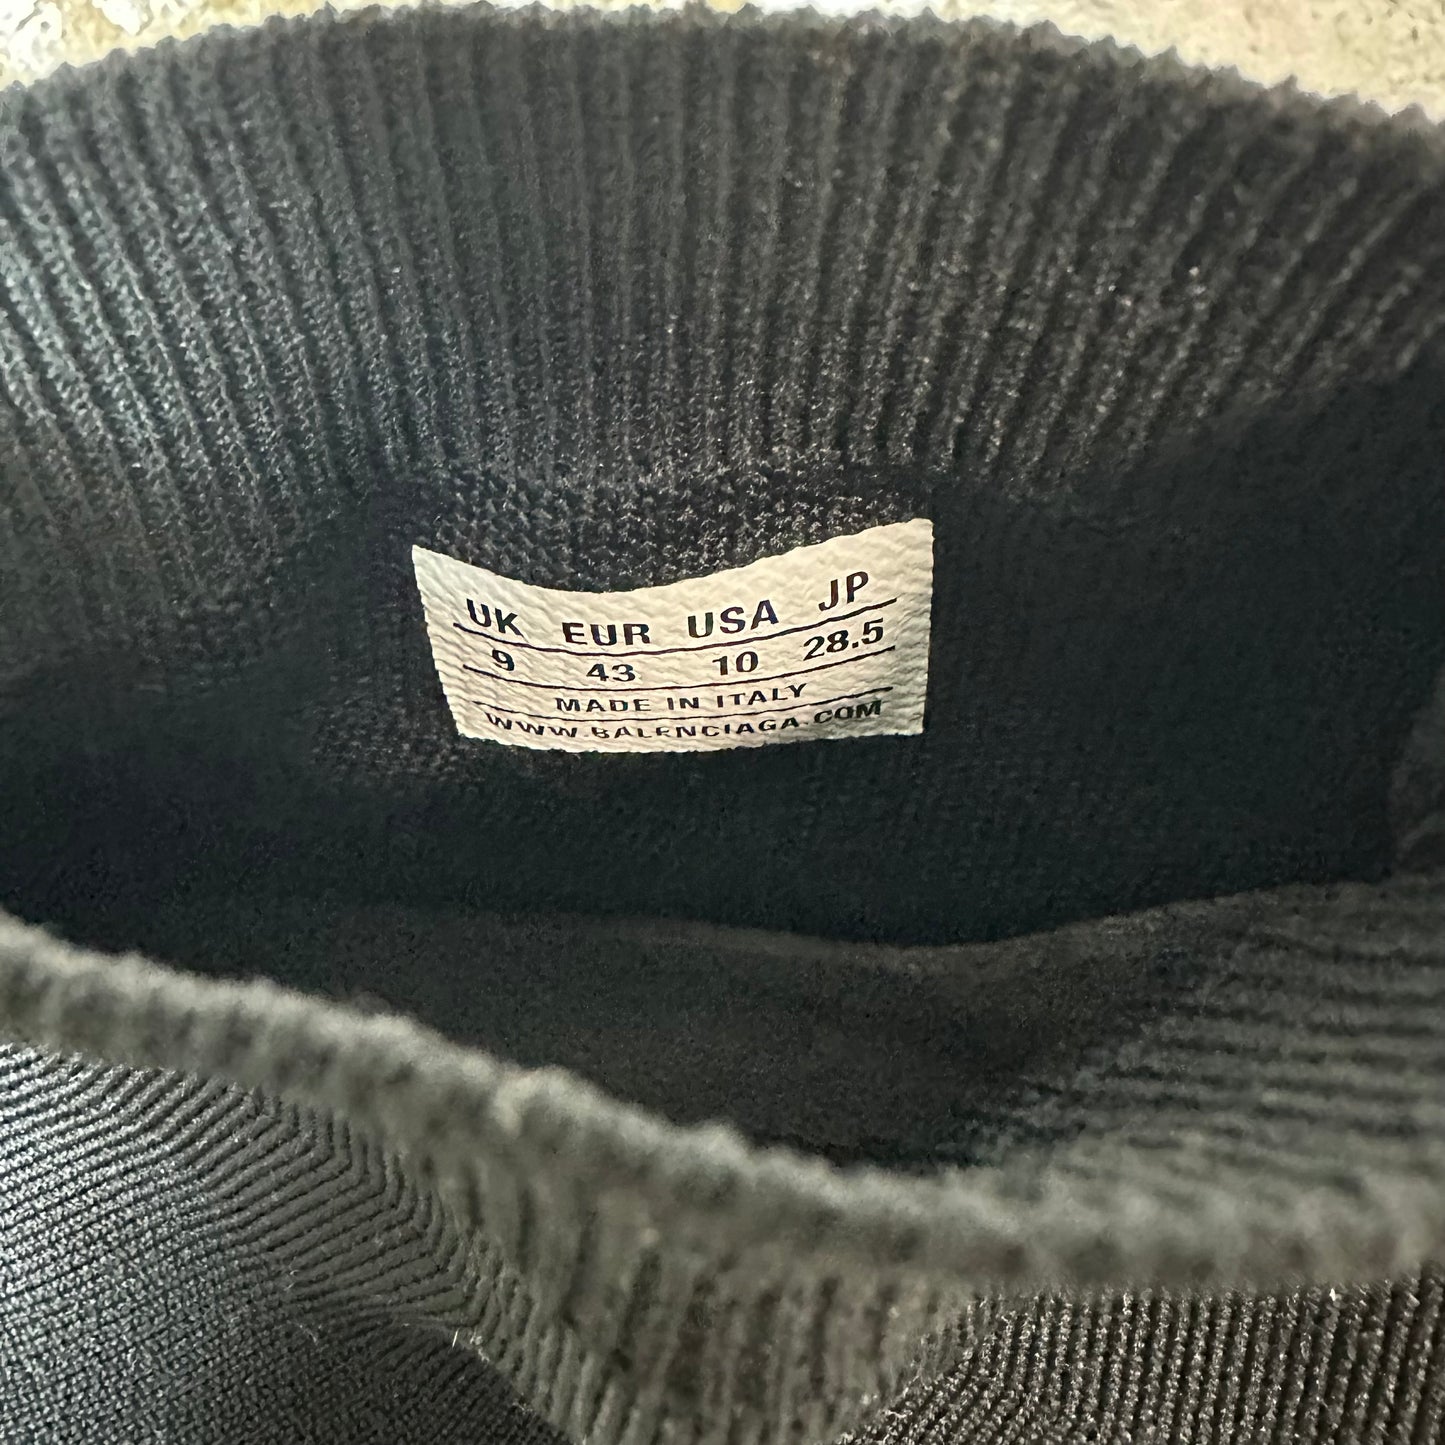 UK EUR USA JP
9 43 10 28.5
MADE IN ITALY
WWW.BALENCIAGA.COM